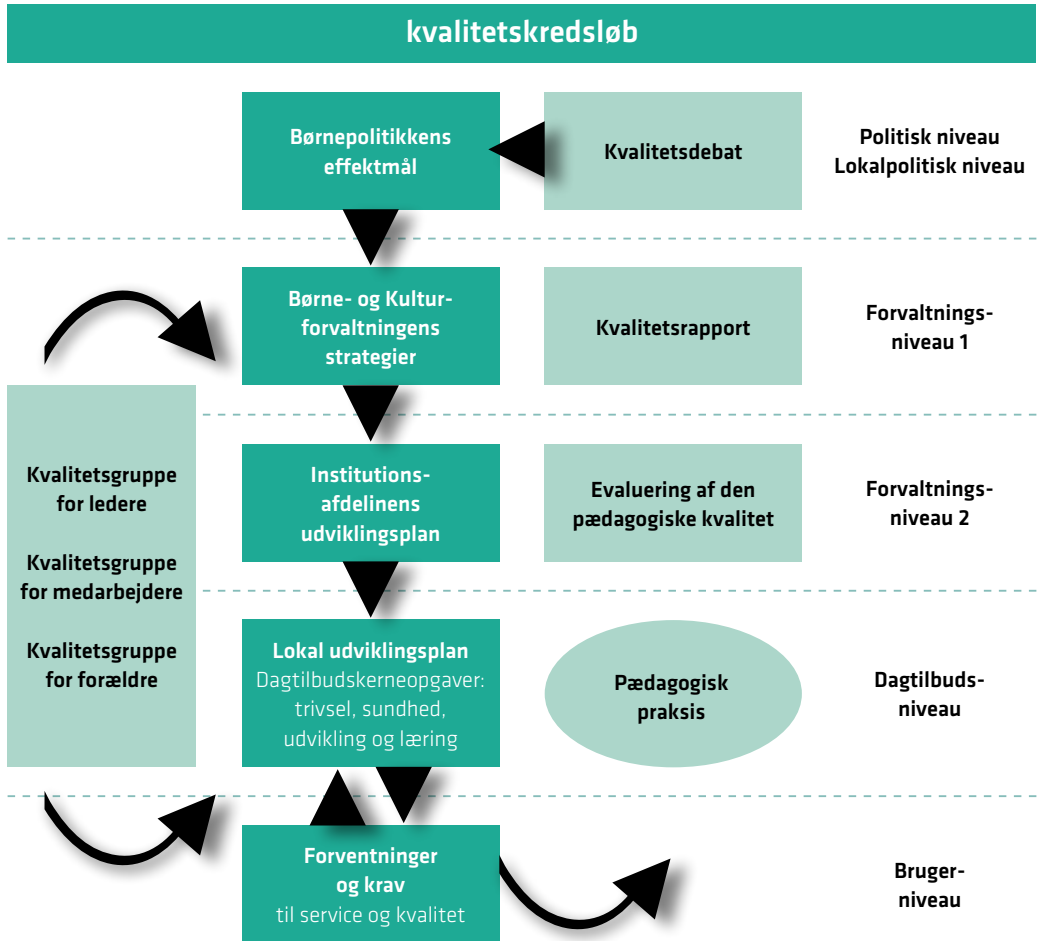 kvalitetskredsløb
Børnepolitikkens
effektmål
Kvalitetsdebat
Politisk niveau
Lokalpolitisk niveau
Børne- og Kultur-
forvaltningens
strategier
Kvalitetsrapport
Forvaltnings-
niveau 1
Kvalitetsgruppe
for ledere
Kvalitetsgruppe
for medarbejdere
Kvalitetsgruppe
for forældre
Institutions-
afdelinens
udviklingsplan
Evaluering af den
pædagogiske kvalitet
Forvaltnings-
niveau 2
Lokal udviklingsplan
Dagtilbudskerneopgaver:
trivsel, sundhed,
udvikling og læring
Pædagogisk
praksis
Dagtilbuds-
niveau
Forventninger
og krav
til service og kvalitet
Bruger-
niveau